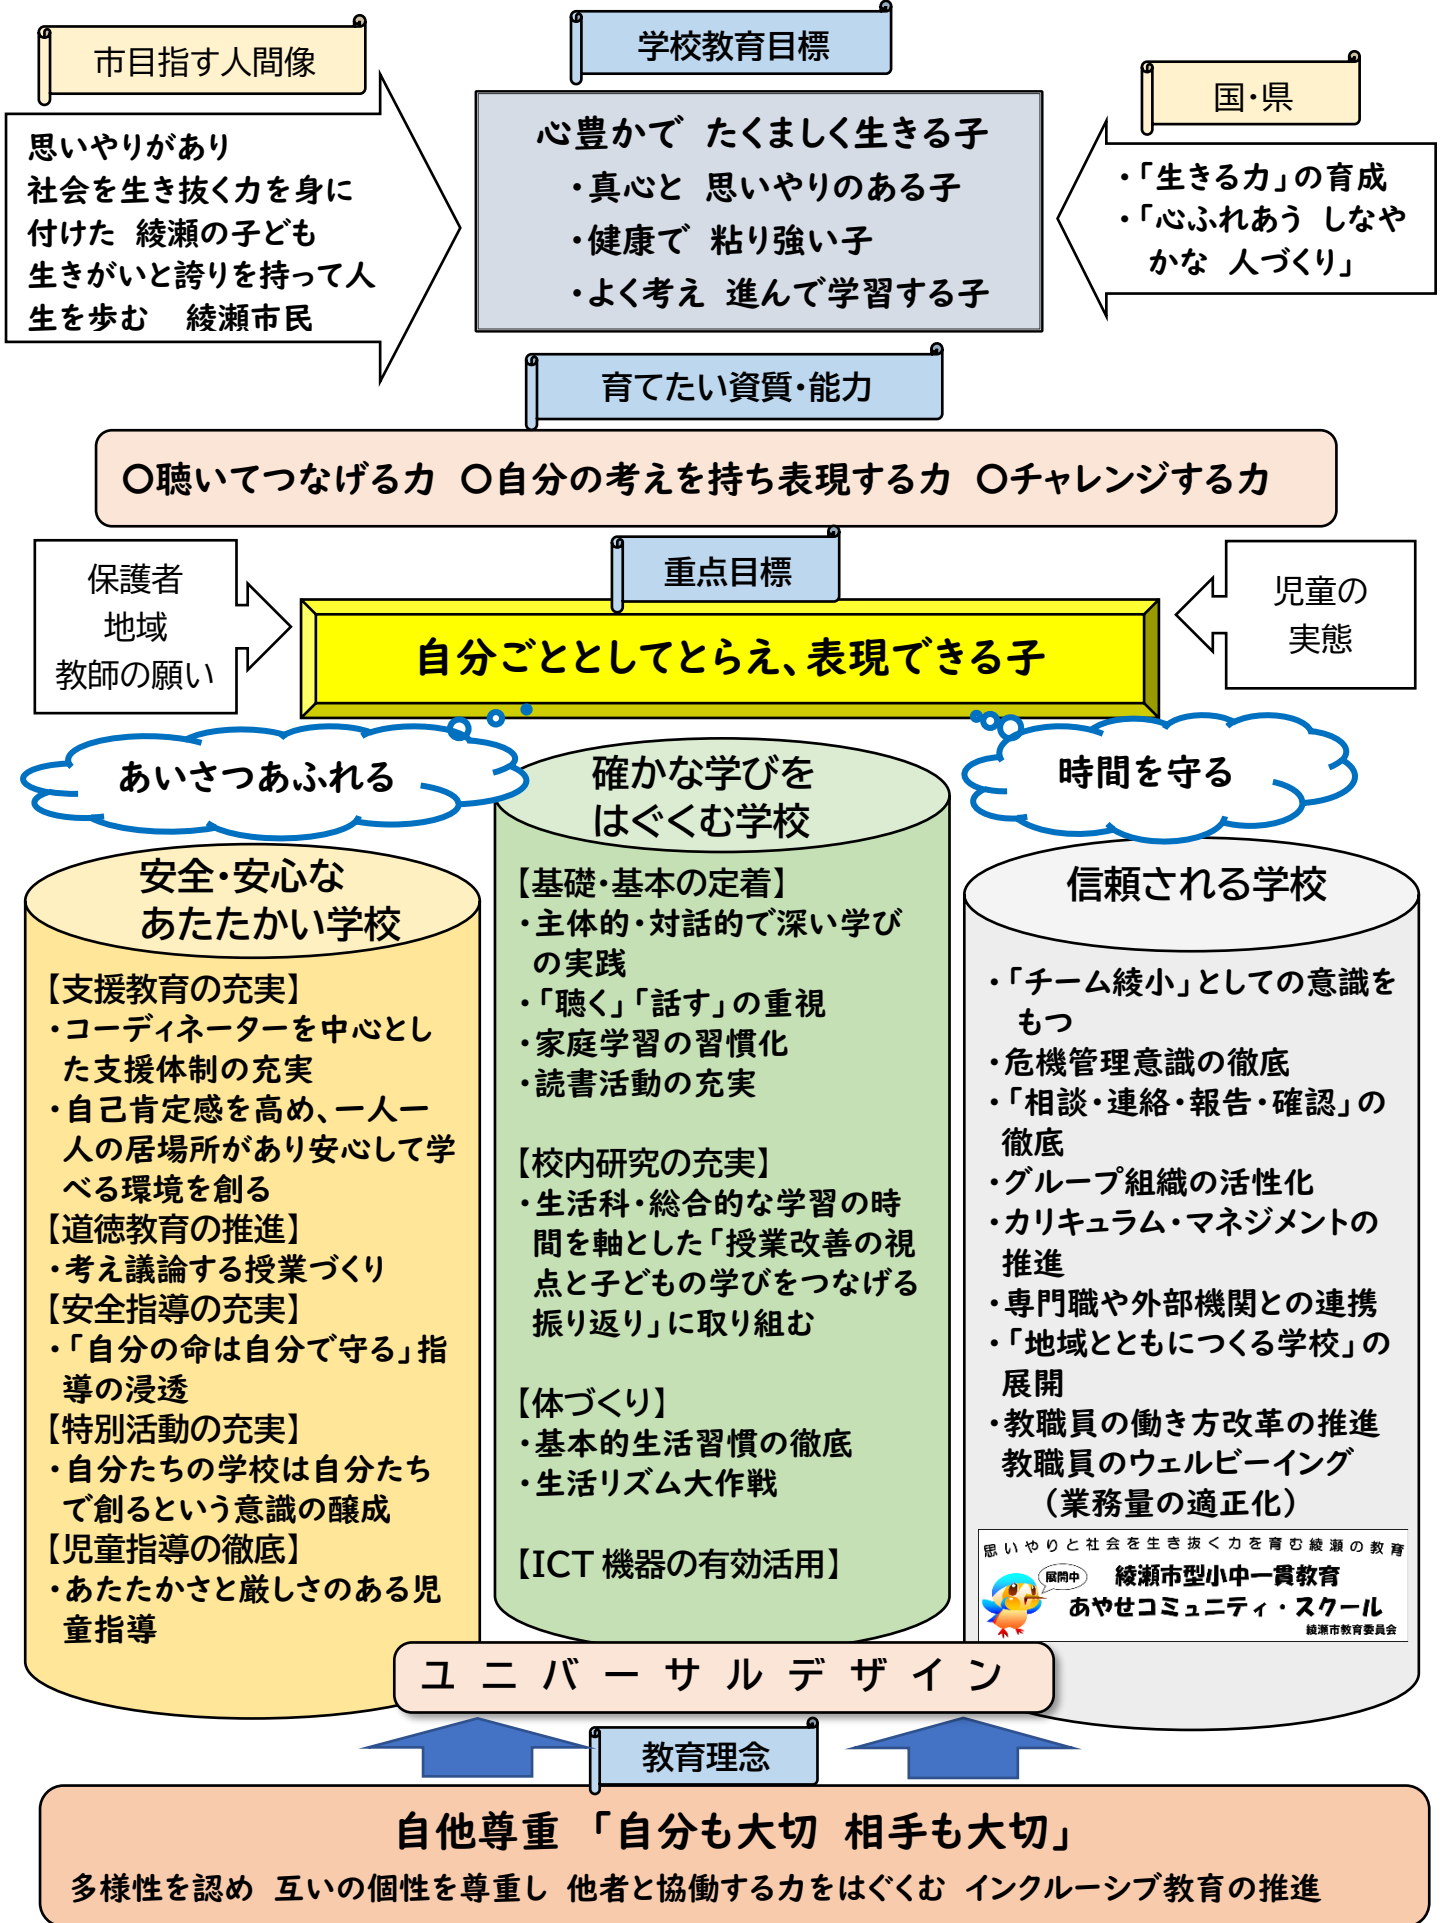 市目指す人間像
思いやりがあり
社会を生き抜く力を身に
付けた 綾瀬の子ども
生きがいと誇りを持って人
生を歩む 綾瀬市民
学校教育目標
心豊かで たくましく生きる子
・真心と 思いやりのある子
・健康で 粘り強い子
・よく考え 進んで学習する子
国・県
・「生きる力」の育成
・「心ふれあう しなや
かな 人づくり」
育てたい資質・能力
〇聴いてつなげる力 〇自分の考えを持ち表現する力 〇チャレンジする力
保護者
地域
教師の願い
重点目標
自分ごととしてとらえ、表現できる子
児童の
実態
あいさつあふれる
時間を守る
安全・安心な
あたたかい学校
【支援教育の充実】
・コーディネーターを中心とし
た支援体制の充実
・自己肯定感を高め、一人一
人の居場所があり安心して学
べる環境を創る
【道徳教育の推進】
・考え議論する授業づくり
【安全指導の充実】
・「自分の命は自分で守る」指
導の浸透
【特別活動の充実】
・自分たちの学校は自分たち
で創るという意識の醸成
【児童指導の徹底】
・あたたかさと厳しさのある児
童指導
確かな学びを
はぐくむ学校
【基礎・基本の定着】
・主体的・対話的で深い学び
の実践
・「聴く」「話す」の重視
・家庭学習の習慣化
・読書活動の充実
【校内研究の充実】
・生活科・総合的な学習の時
間を軸とした「授業改善の視
点と子どもの学びをつなげる
振り返り」に取り組む
【体づくり】
・基本的生活習慣の徹底
・生活リズム大作戦
【ICT 機器の有効活用】
信頼される学校
・「チーム綾小」としての意識を
もつ
・危機管理意識の徹底
・「相談・連絡・報告・確認」の
徹底
・グループ組織の活性化
・カリキュラム・マネジメントの
推進
・専門職や外部機関との連携
・「地域とともにつくる学校」の
展開
・教職員の働き方改革の推進
教職員のウェルビーイング
（業務量の適正化）
思いやりと社会を生き抜く力を育む綾瀬の教育
展開中
綾瀬市型小中一貫教育
あやせコミュニティ・スクール
綾瀬市教育委員会
ユニバーサルデザイン
教育理念
自他尊重 「自分も大切 相手も大切」
多様性を認め 互いの個性を尊重し 他者と協働する力をはぐくむ インクルーシブ教育の推進